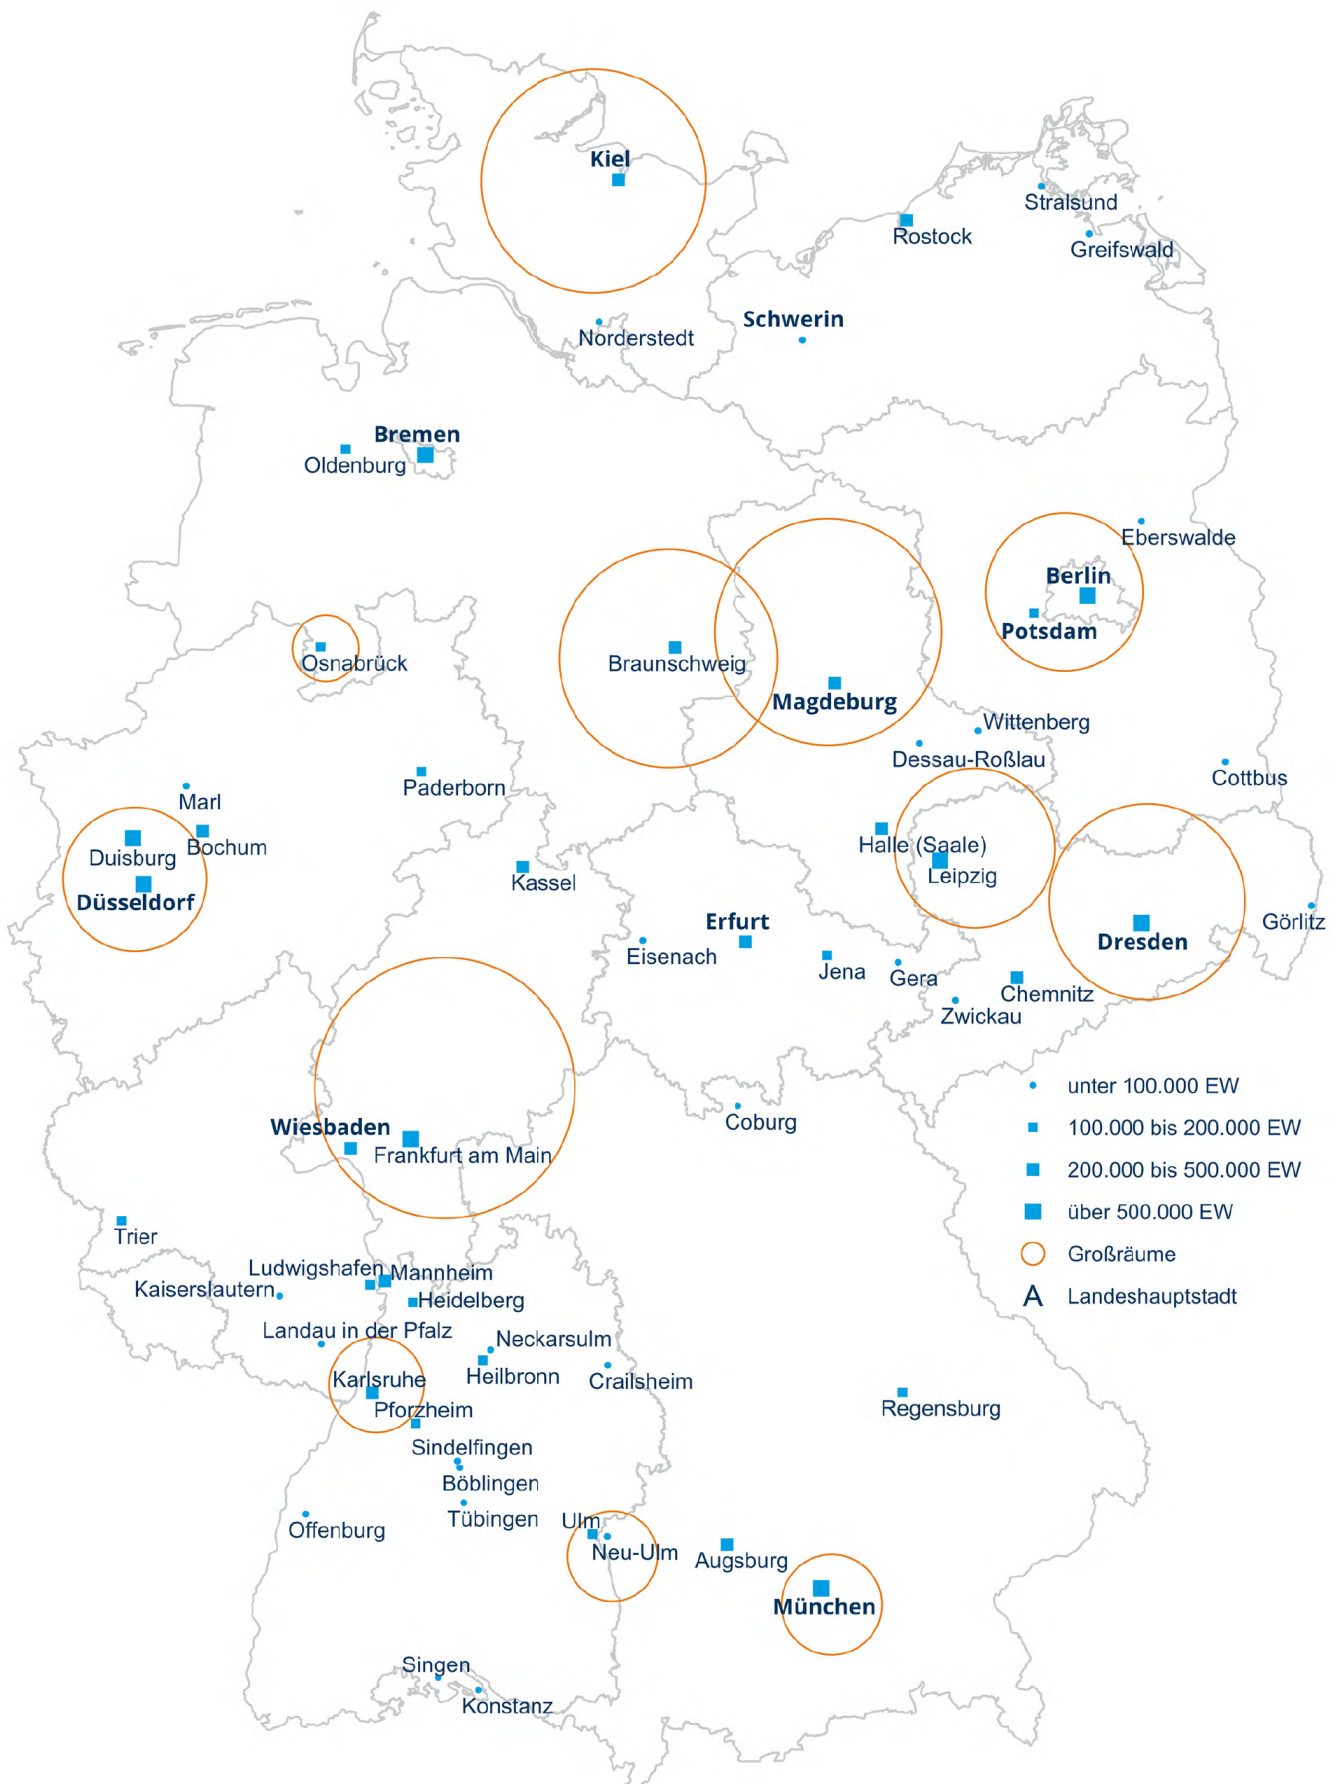 Kiel
Stralsund
Rostock
Greifswald
Schwerin
Norderstedt
Bremen
Oldenburg
Eberswalde
Berlin
Potsdam
Osnabrück
Braunschweig
Magdeburg
Wittenberg
Dessau-Roßlau
Cottbus
Paderborn
Marl
Bochum
Duisburg
Düsseldorf
Halle (Saale)
Leipzig
Kassel
Erfurt
Görlitz
Dresden
Eisenach
Jena
Gera
Chemnitz
Zwickau
Coburg
Wiesbaden
Frankfurt am Main
Trier
Ludwigshafen
Mannheim
Kaiserslautern
Heidelberg
Landau in der Pfalz
Neckarsulm
Heilbronn
Crailsheim
Karlsruhe
Pforzheim
Regensburg
Sindelfingen
Böblingen
Tübingen
Offenburg
Ulm
Neu-Ulm
Augsburg
München
Singen
Konstanz
unter 100.000 EW
100.000 bis 200.000 EW
200.000 bis 500.000 EW
über 500.000 EW
Großräume
A Landeshauptstadt